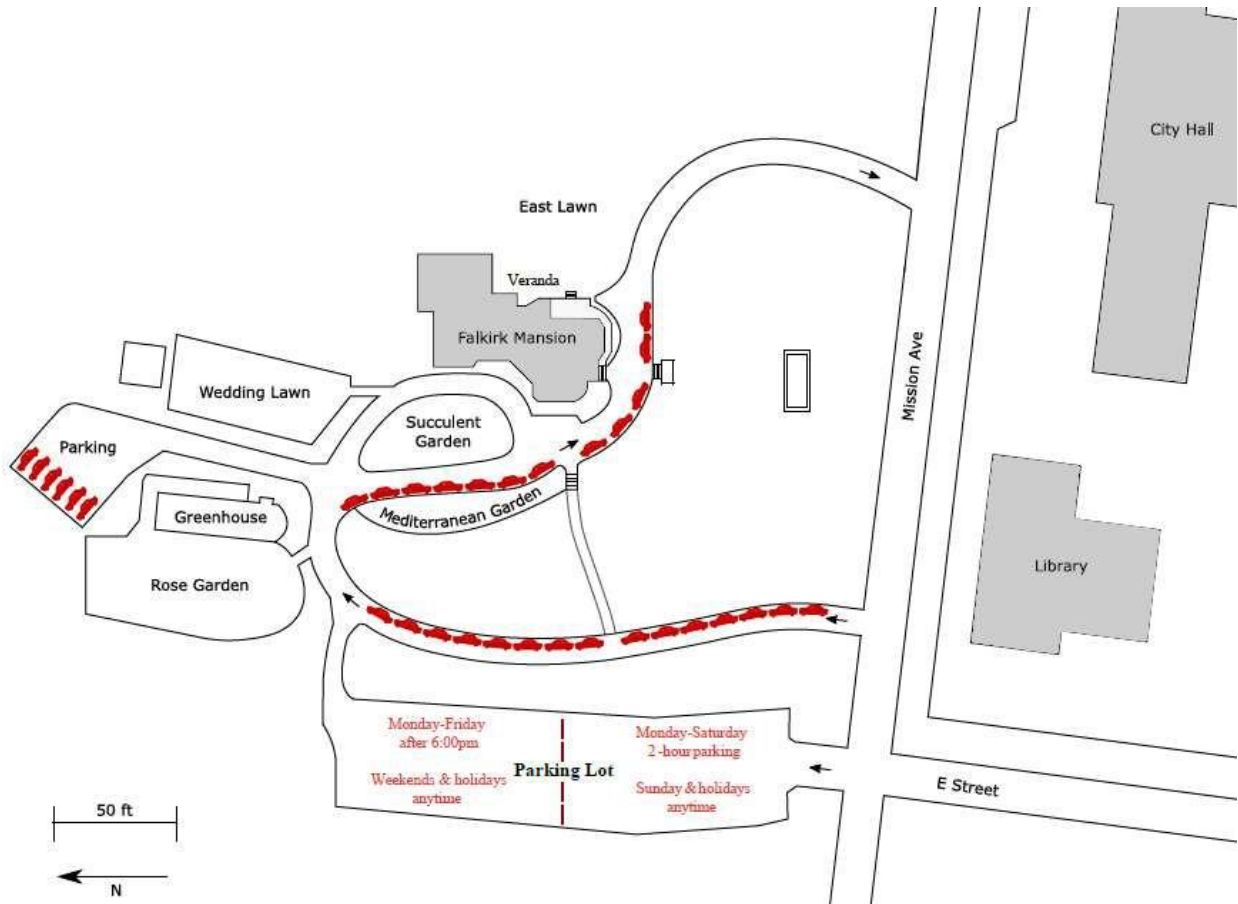 City Hall
East Lawn
Veranda
Falkirk Mansion
Mission Ave
Wedding Lawn
Succulent
Garden
Parking
Mediterranean Garden
Greenhouse
Library
Rose Garden
Monday-Friday
after 6:00pm
Monday-Saturday
2-hour parking
Parking Lot
Weekends & holidays
anytime
Sunday & holidays
anytime
E Street
50 ft
N